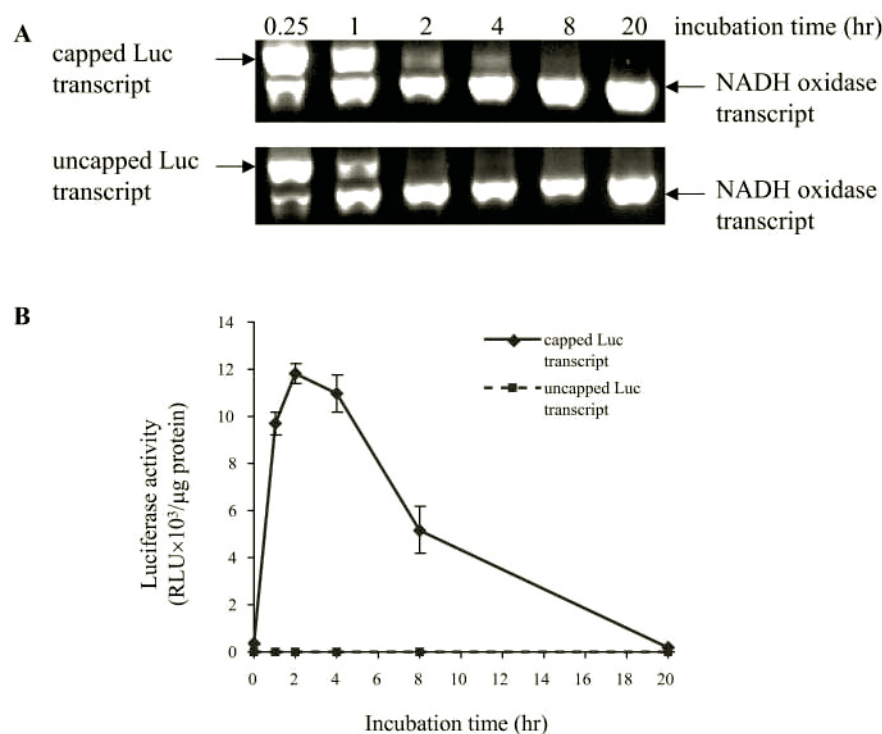 A
0.25 1 2 4 8 20 incubation time (hr)
capped Luc
transcript
NADH oxidase
transcript
uncapped Luc
transcript
NADH oxidase
transcript
B
14
12
10
8
6
4
2
0
0 2 4 6 8 10 12 14 16 18 20
Luciferase activity
(RLU×10³/µg protein)
Incubation time (hr)
capped Luc
transcript
uncapped Luc
transcript